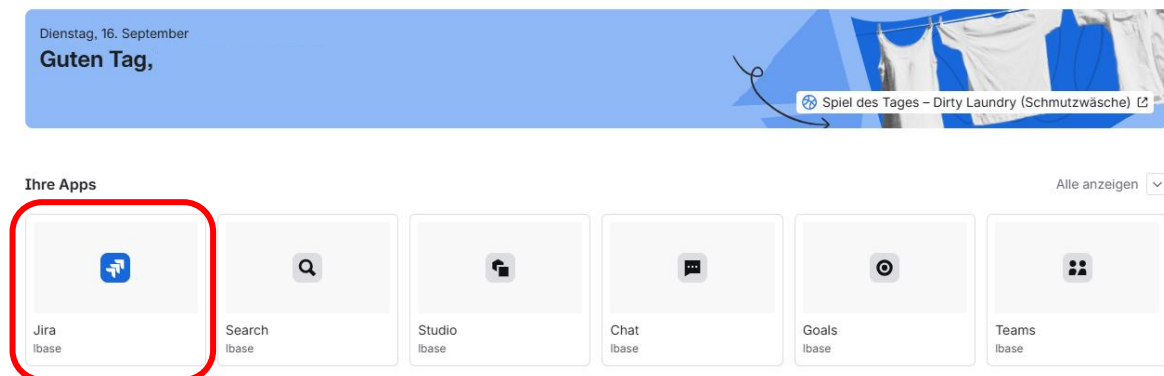 Dienstag, 16. September
Guten Tag,
Spiel des Tages – Dirty Laundry (Schmutzwäsche)
Ihre Apps
Alle anzeigen
Jira
lbase
Search
lbase
Studio
lbase
Chat
lbase
Goals
lbase
Teams
lbase